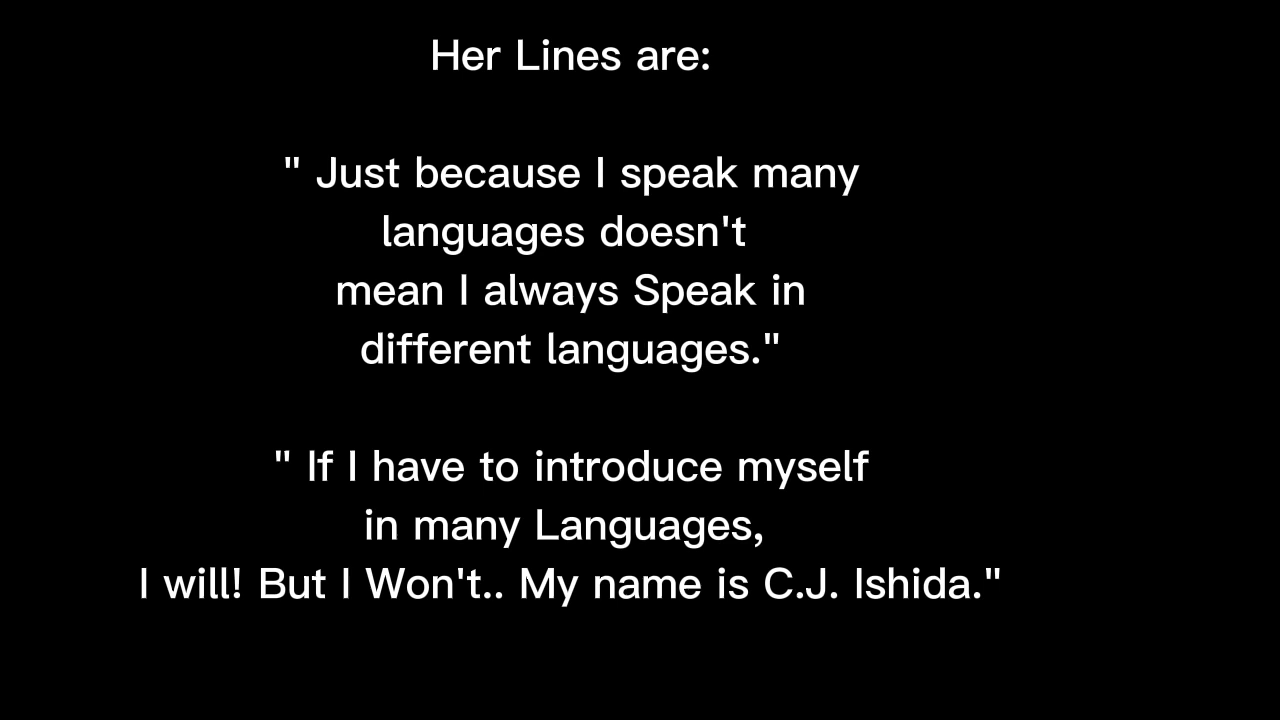 Her Lines are:
" Just because I speak many
languages doesn't
mean I always Speak in
different languages."
" If I have to introduce myself
in many Languages,
I will! But I Won't.. My name is C.J. Ishida."